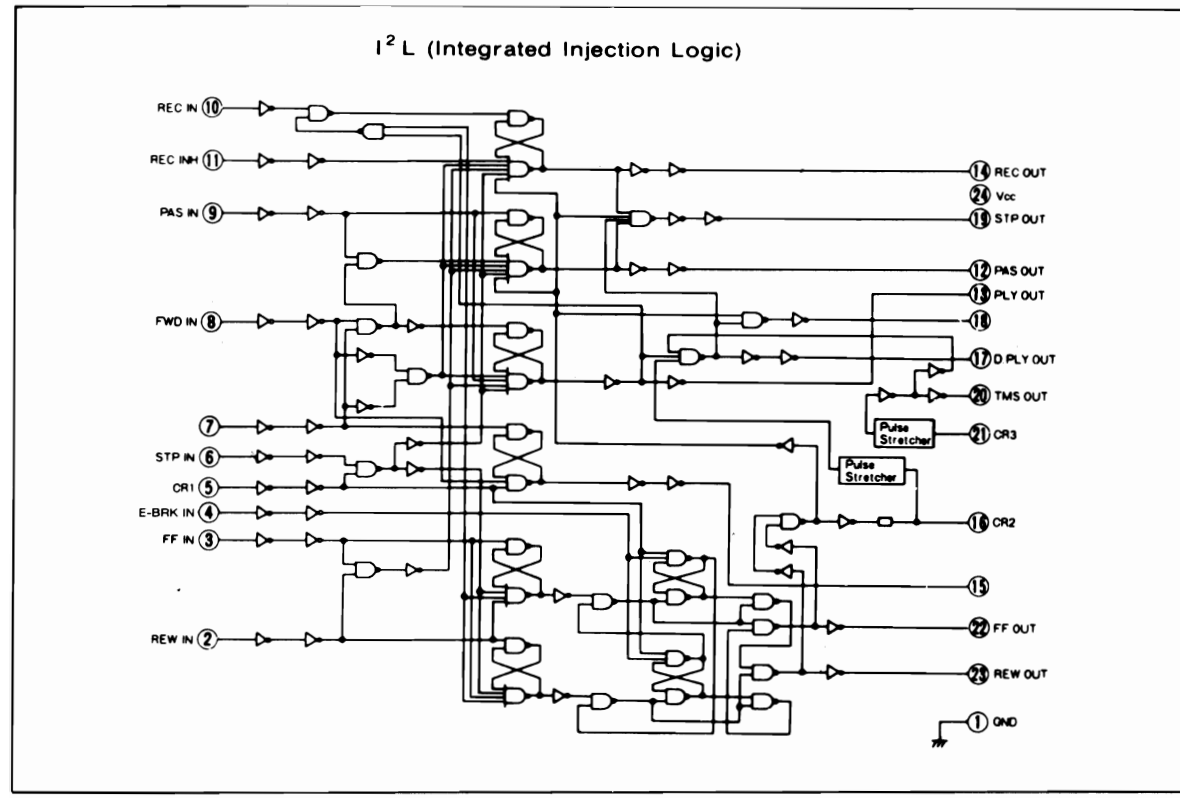 I² L (Integrated Injection Logic)
REC IN 10
REC INH 11
PAS IN 9
FWD IN 8
7
STP IN 6
CR1 5
E-BRK IN 4
FF IN 3
REW IN 2
14 REC OUT
24 Vcc
19 STP OUT
12 PAS OUT
13 PLY OUT
18
17 D PLY OUT
20 TMS OUT
Pulse
Stretcher
21 CR3
Pulse
Stretcher
16 CR2
15
22 FF OUT
23 REW OUT
1 GND